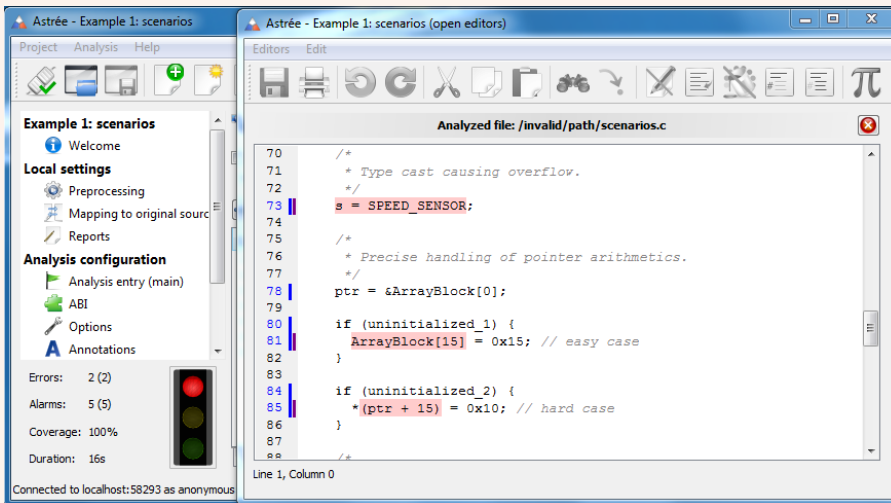 Astrée - Example 1: scenarios
Project Analysis Help
Example 1: scenarios
Welcome
Local settings
Preprocessing
Mapping to original sourc
Reports
Analysis configuration
Analysis entry (main)
ABI
Options
Annotations
Errors: 2 (2)
Alarms: 5 (5)
Coverage: 100%
Duration: 16s
Connected to localhost:58293 as anonymous
Astrée - Example 1: scenarios (open editors)
Editors Edit
Analyzed file: /invalid/path/scenarios.c
70 /*
71 * Type cast causing overflow.
72 */
73 s = SPEED_SENSOR;
74
75 /*
76 * Precise handling of pointer arithmetics.
77 */
78 ptr = &ArrayBlock[0];
79
80 if (uninitialized_1) {
81 ArrayBlock[15] = 0x15; // easy case
82 }
83
84 if (uninitialized_2) {
85 *(ptr + 15) = 0x10; // hard case
86 }
87
88 /*
Line 1, Column 0